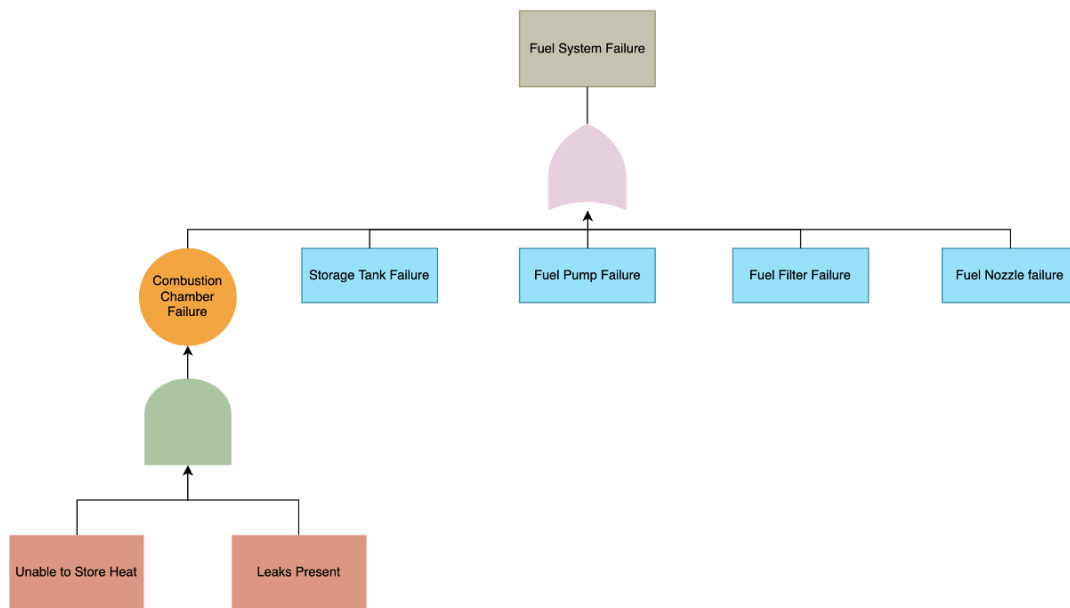 Fuel System Failure
Combustion
Chamber
Failure
Storage Tank Failure
Fuel Pump Failure
Fuel Filter Failure
Fuel Nozzle failure
Unable to Store Heat
Leaks Present